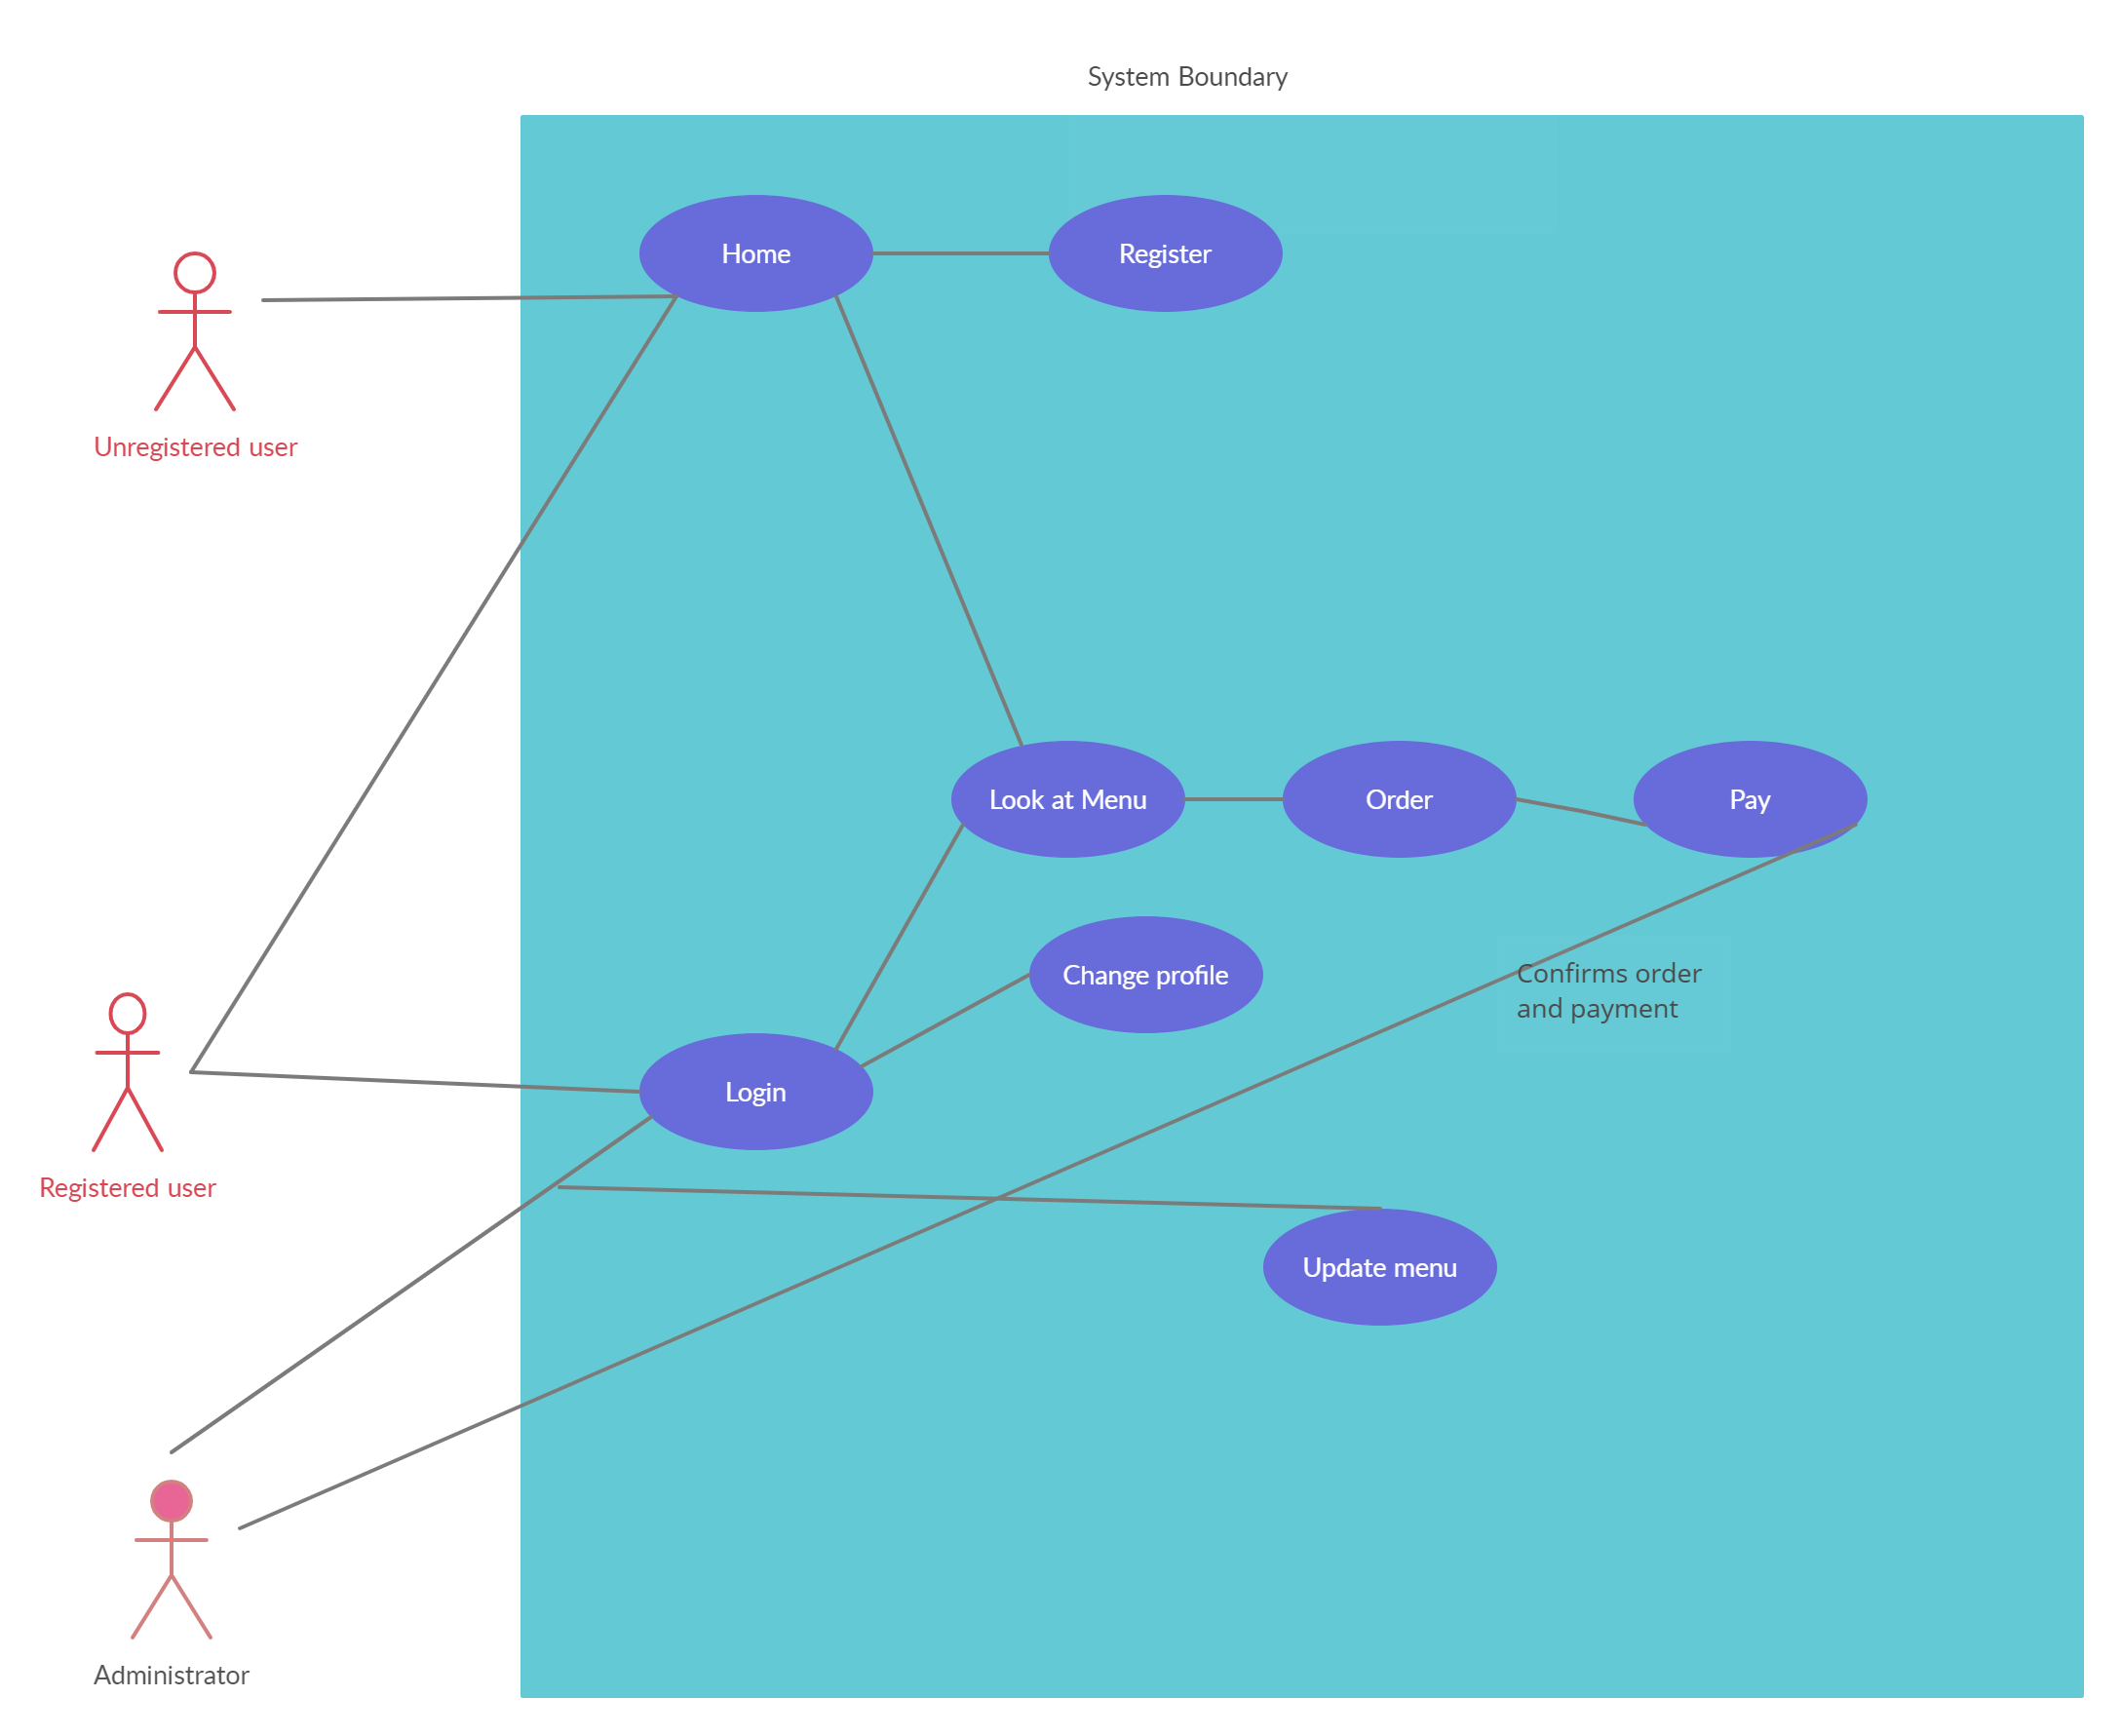 System Boundary
Home
Register
Unregistered user
Look at Menu
Order
Pay
Change profile
Confirms order
and payment
Login
Registered user
Update menu
Administrator